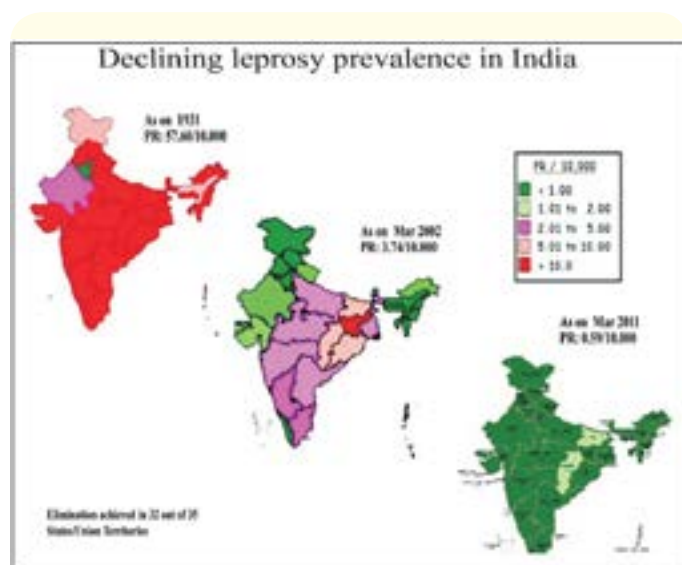 Declining leprosy prevalence in India
As on 1931
PR: 57.60/10,000
As on Mar 2002
PR: 3.74/10,000
PR / 10,000
< 1.00
1.01 to 2.00
2.01 to 5.00
5.01 to 10.00
> 10.0
As on Mar 2011
PR: 0.59/10,000
Elimination achieved in 32 out of 35
States/Union Territories